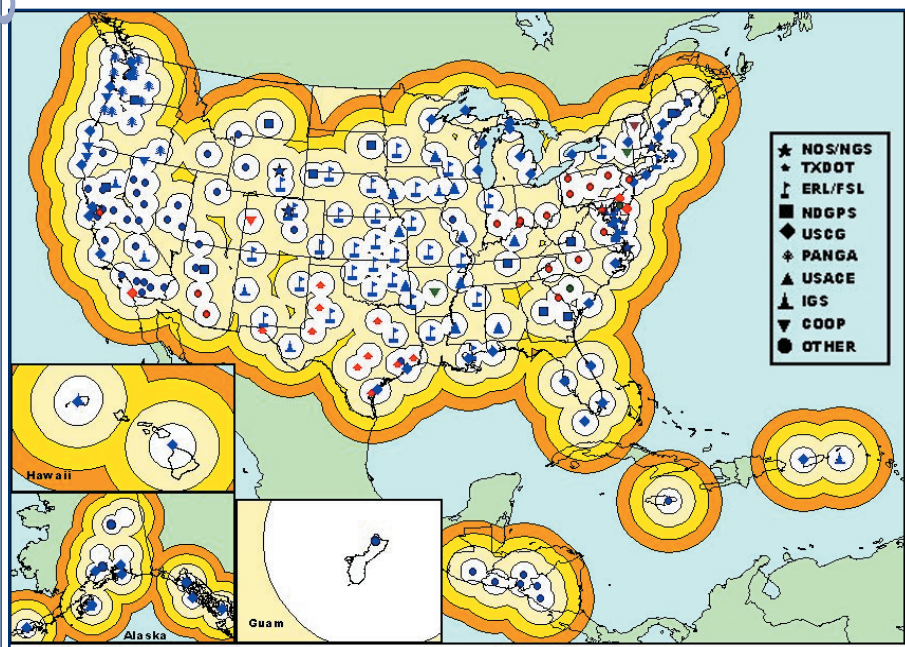 NOS/NGS
TXDOT
ERL/FSL
NDGPS
USCG
PANGA
USACE
IGS
COOP
OTHER
Hawaii
Alaska
Guam